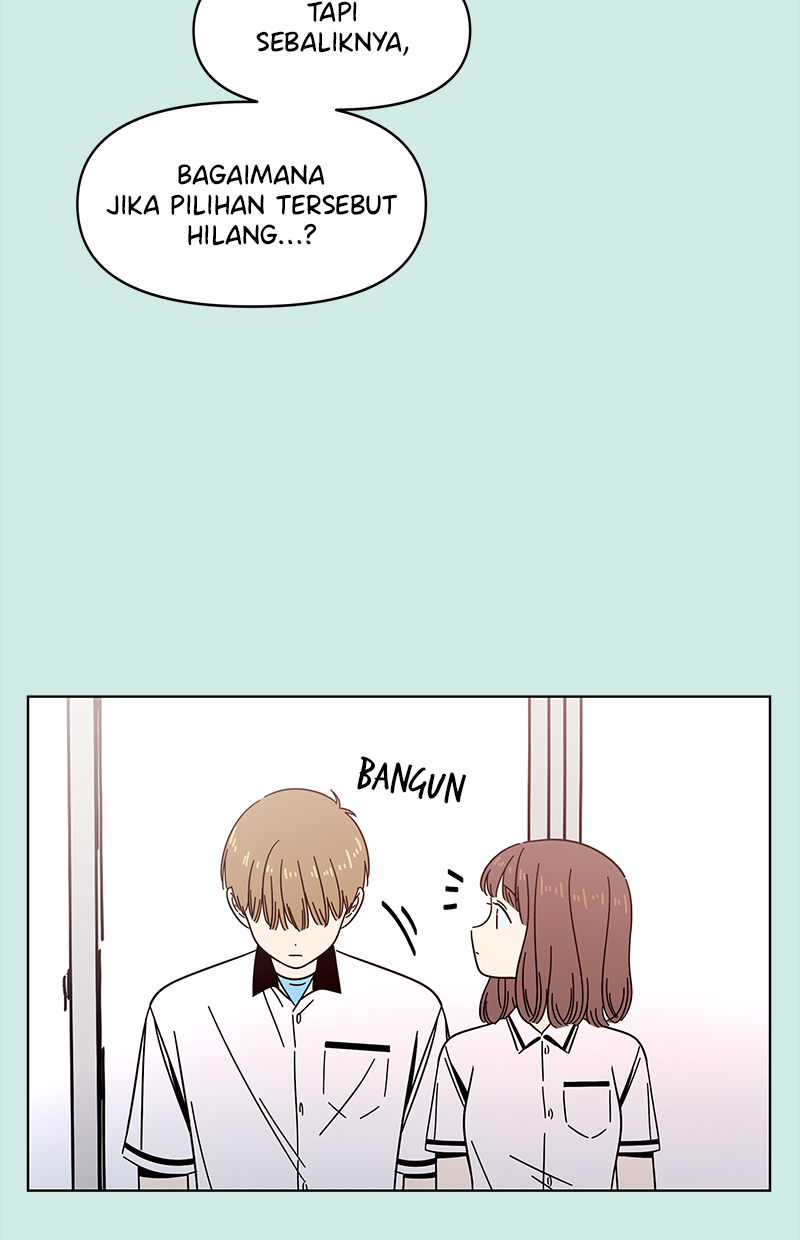 TAPI
SEBALIKNYA,
BAGAIMANA
JIKA PILIHAN TERSEBUT
HILANG...?
BANGUN